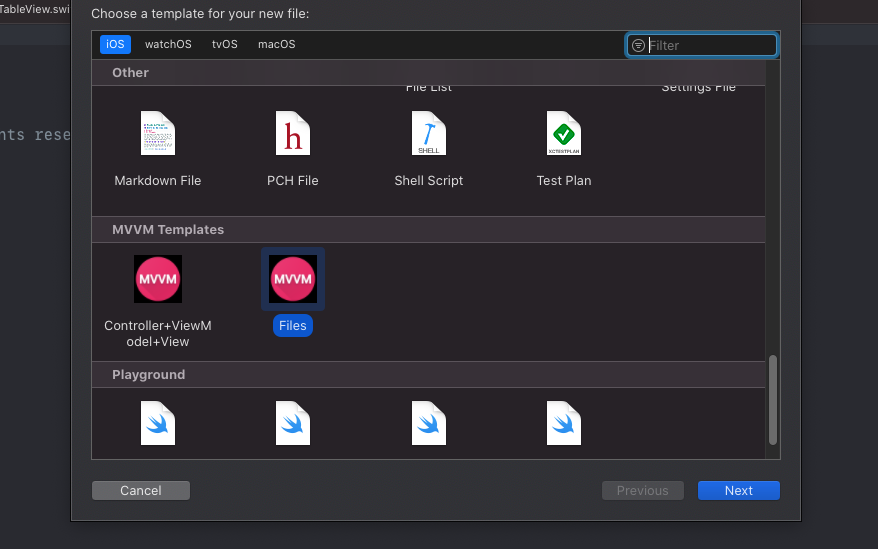 TableView.swi
Choose a template for your new file:
iOS
watchOS
tvOS
macOS
Filter
Other
File List
Settings File
nts rese
h
SHELL
XCTESTPLAN
Markdown File
PCH File
Shell Script
Test Plan
MVVM Templates
MVVM
MVVM
Controller+ViewM
odel+View
Files
Playground
Cancel
Previous
Next